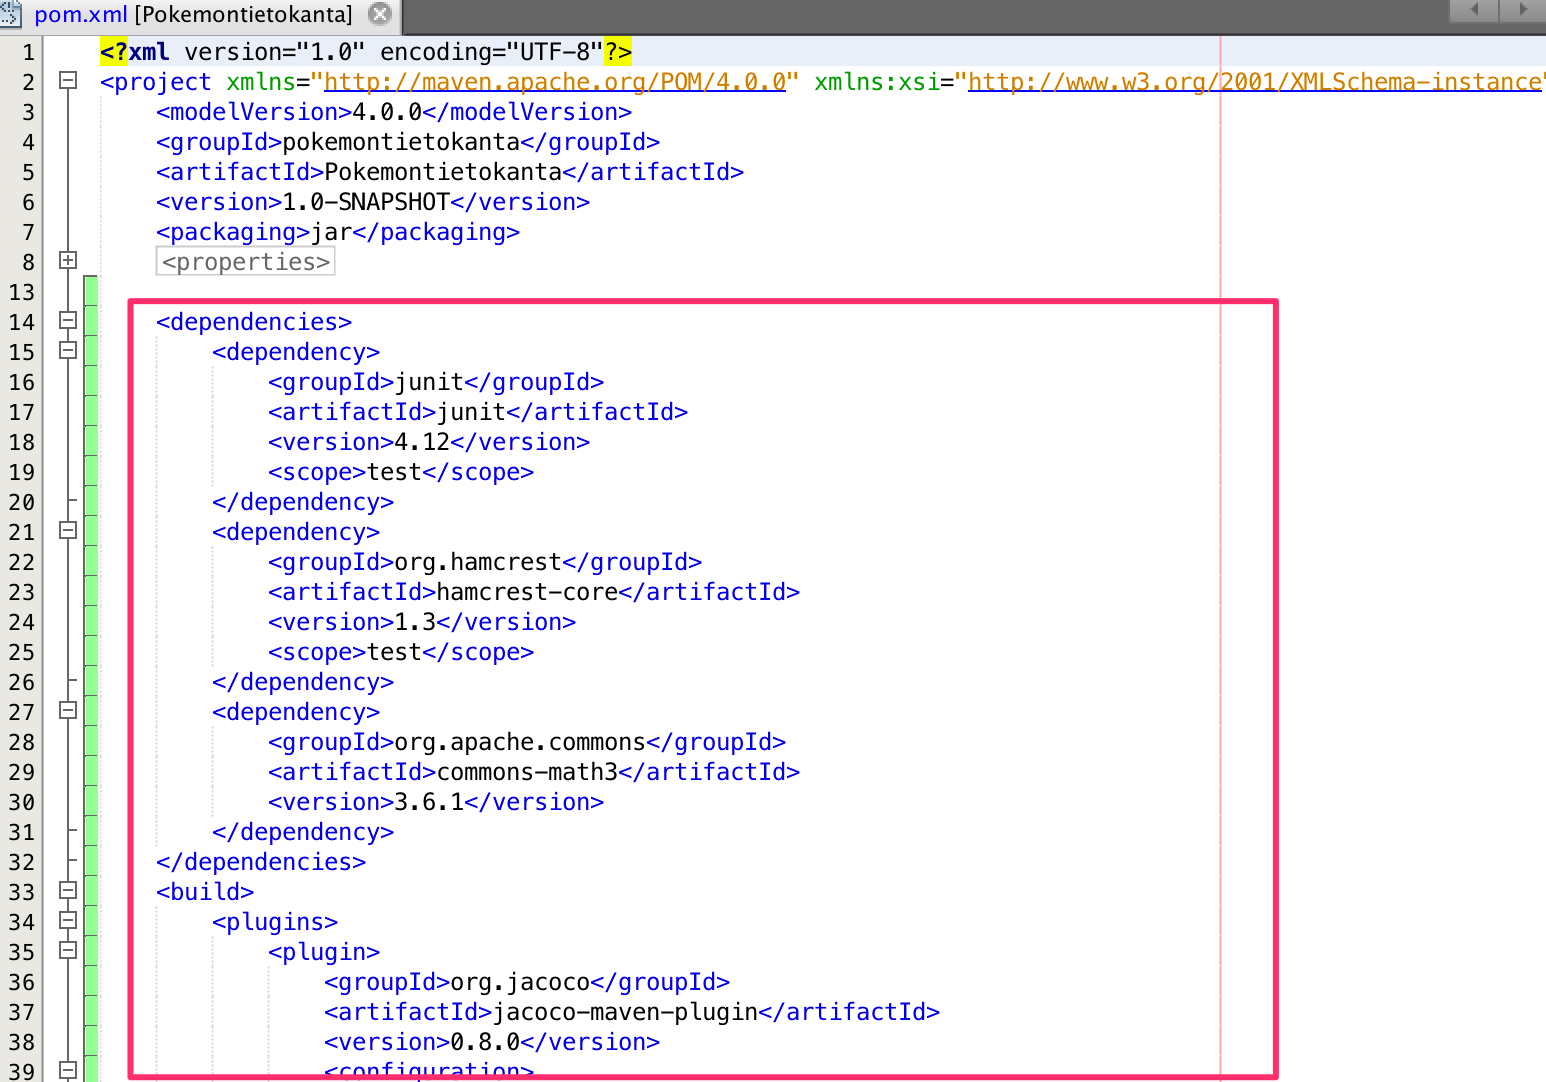 pom.xml [Pokemontietokanta]
1 <?xml version="1.0" encoding="UTF-8"?>
2 <project xmlns="http://maven.apache.org/POM/4.0.0" xmlns:xsi="http://www.w3.org/2001/XMLSchema-instance"
3 <modelVersion>4.0.0</modelVersion>
4 <groupId>pokemontietokanta</groupId>
5 <artifactId>Pokemontietokanta</artifactId>
6 <version>1.0-SNAPSHOT</version>
7 <packaging>jar</packaging>
8 <properties>
13
14 <dependencies>
15 <dependency>
16 <groupId>junit</groupId>
17 <artifactId>junit</artifactId>
18 <version>4.12</version>
19 <scope>test</scope>
20 </dependency>
21 <dependency>
22 <groupId>org.hamcrest</groupId>
23 <artifactId>hamcrest-core</artifactId>
24 <version>1.3</version>
25 <scope>test</scope>
26 </dependency>
27 <dependency>
28 <groupId>org.apache.commons</groupId>
29 <artifactId>commons-math3</artifactId>
30 <version>3.6.1</version>
31 </dependency>
32 </dependencies>
33 <build>
34 <plugins>
35 <plugin>
36 <groupId>org.jacoco</groupId>
37 <artifactId>jacoco-maven-plugin</artifactId>
38 <version>0.8.0</version>
39 <configuration>